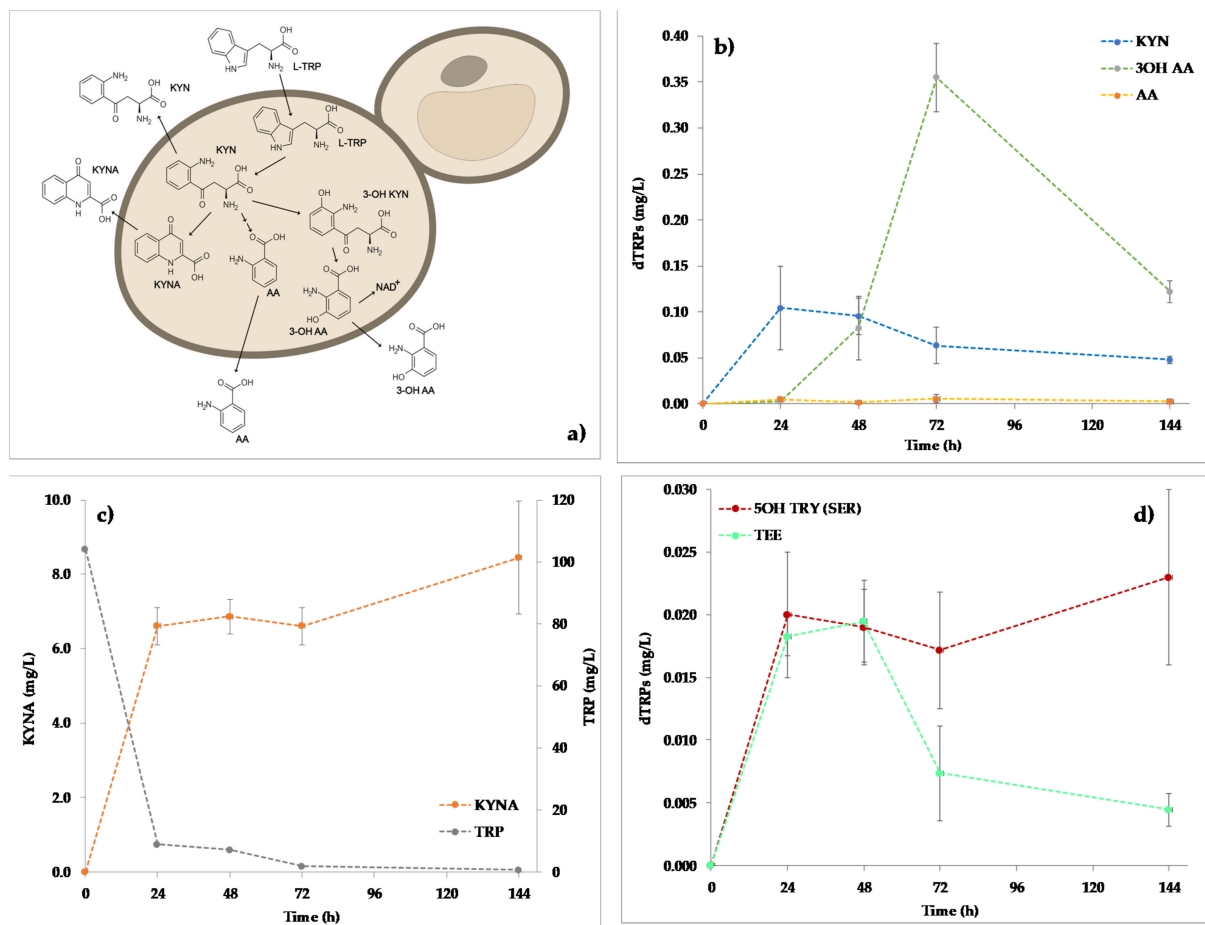 OH
O
NH₂
N
H
L-TRP
NH₂
OH
O
O
NH₂
KYN
OH
O
NH₂
N
H
L-TRP
KYN
NH₂
OH
O
O
NH₂
KYNA
O
O
N
H
OH
3-OH KYN
HO
NH₂
OH
O
O
NH₂
O
OH
H₂N
AA
O
O
N
H
OH
KYNA
O
OH
H₂N
HO
NAD⁺
3-OH AA
O
OH
H₂N
HO
3-OH AA
O
OH
H₂N
AA
a)
b)
KYN
3OH AA
AA
0.40
0.35
0.30
0.25
0.20
0.15
0.10
0.05
0.00
dTRPs (mg/L)
0 24 48 72 96 120 144
Time (h)
c)
10.0
8.0
6.0
4.0
2.0
0.0
KYNA (mg/L)
120
100
80
60
40
20
0
TRP (mg/L)
KYNA
TRP
0 24 48 72 96 120 144
Time (h)
d)
5OH TRY (SER)
TEE
0.030
0.025
0.020
0.015
0.010
0.005
0.000
dTRPs (mg/L)
0 24 48 72 96 120 144
Time (h)